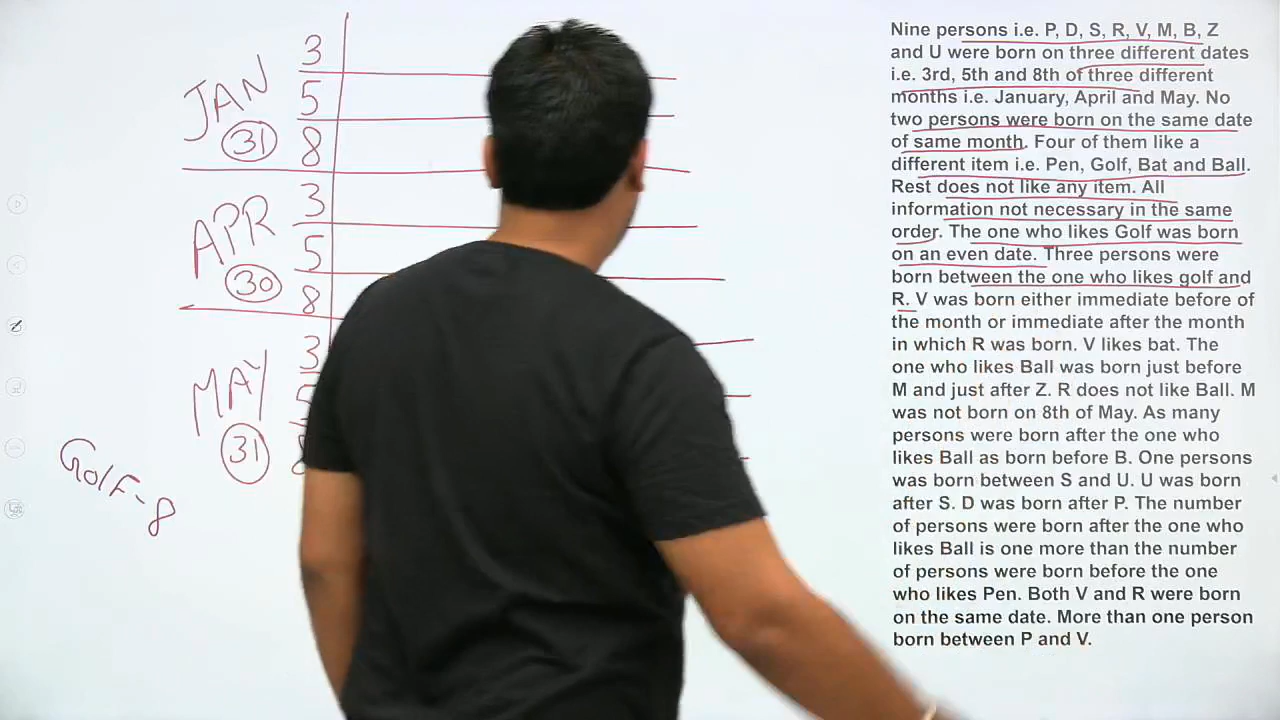 JAN
31
3
5
8
APR
30
3
5
8
MAY
31
3
GolF-8
Nine persons i.e. P, D, S, R, V, M, B, Z
and U were born on three different dates
i.e. 3rd, 5th and 8th of three different
months i.e. January, April and May. No
two persons were born on the same date
of same month. Four of them like a
different item i.e. Pen, Golf, Bat and Ball.
Rest does not like any item. All
information not necessary in the same
order. The one who likes Golf was born
on an even date. Three persons were
born between the one who likes golf and
R. V was born either immediate before of
the month or immediate after the month
in which R was born. V likes bat. The
one who likes Ball was born just before
M and just after Z. R does not like Ball. M
was not born on 8th of May. As many
persons were born after the one who
likes Ball as born before B. One persons
was born between S and U. U was born
after S. D was born after P. The number
of persons were born after the one who
likes Ball is one more than the number
of persons were born before the one
who likes Pen. Both V and R were born
on the same date. More than one person
born between P and V.